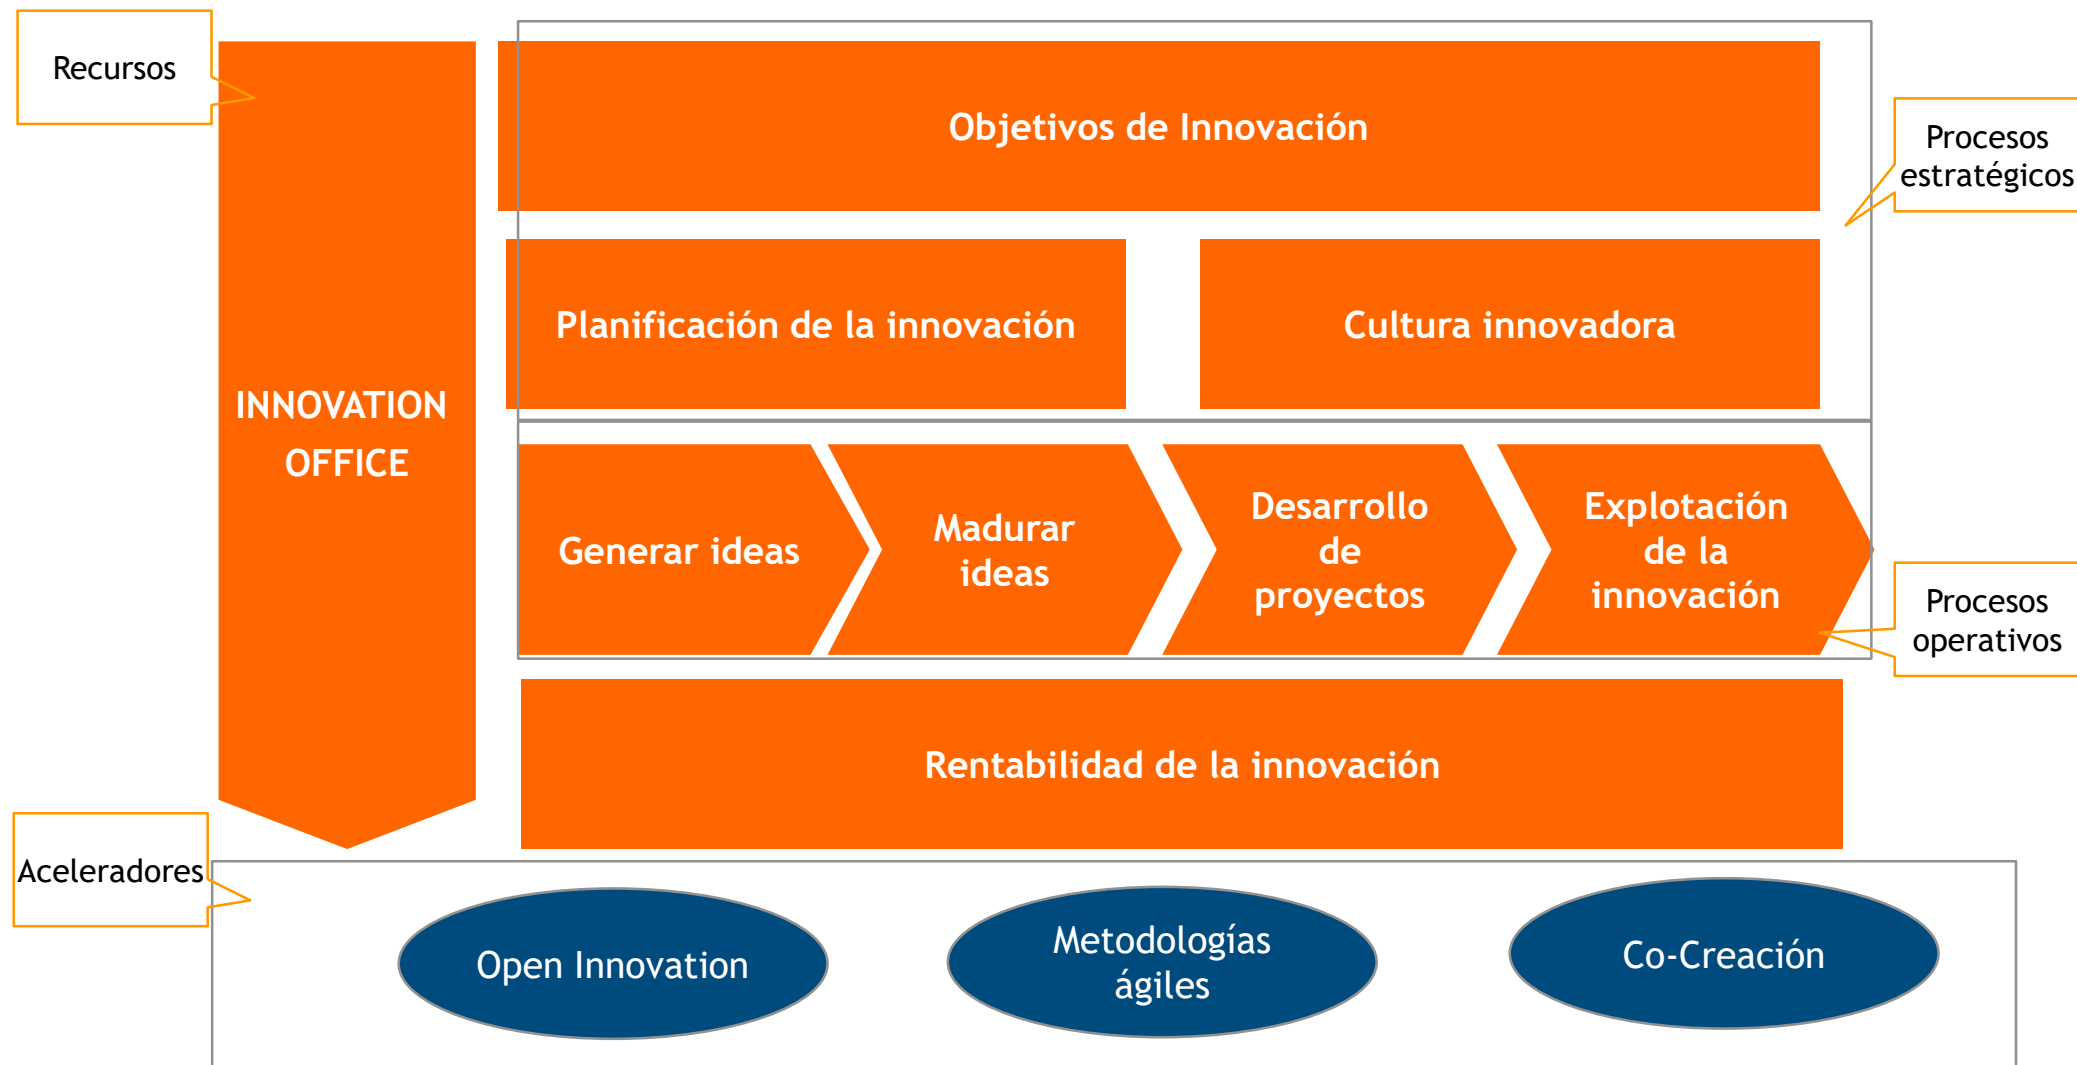 Recursos
Objetivos de Innovación
Procesos
estratégicos
Planificación de la innovación
Cultura innovadora
INNOVATION
OFFICE
Generar ideas
Madurar
ideas
Desarrollo
de
proyectos
Explotación
de la
innovación
Procesos
operativos
Rentabilidad de la innovación
Aceleradores
Open Innovation
Metodologías
ágiles
Co-Creación